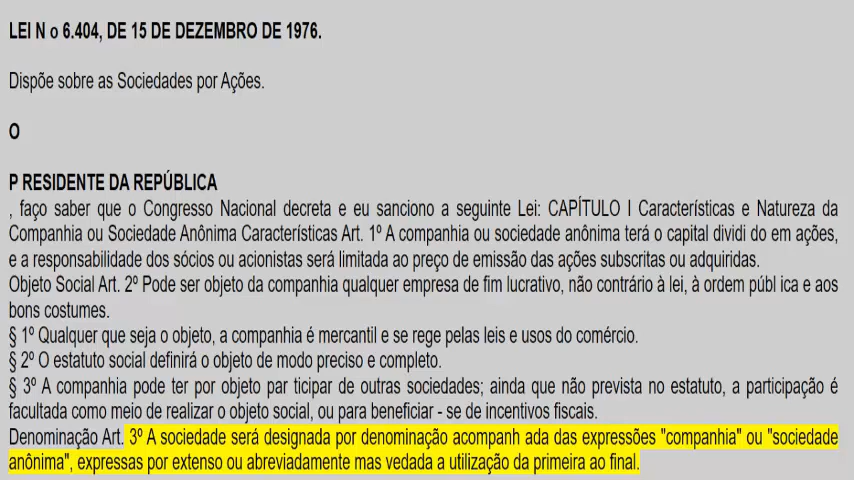 LEI N o 6.404, DE 15 DE DEZEMBRO DE 1976.
Dispõe sobre as Sociedades por Ações.
O
P RESIDENTE DA REPÚBLICA
, faço saber que o Congresso Nacional decreta e eu sanciono a seguinte Lei: CAPÍTULO I Características e Natureza da
Companhia ou Sociedade Anônima Características Art. 1º A companhia ou sociedade anônima terá o capital dividi do em ações,
e a responsabilidade dos sócios ou acionistas será limitada ao preço de emissão das ações subscritas ou adquiridas.
Objeto Social Art. 2º Pode ser objeto da companhia qualquer empresa de fim lucrativo, não contrário à lei, à ordem públ ica e aos
bons costumes.
§ 1º Qualquer que seja o objeto, a companhia é mercantil e se rege pelas leis e usos do comércio.
§ 2º O estatuto social definirá o objeto de modo preciso e completo.
§ 3º A companhia pode ter por objeto par ticipar de outras sociedades; ainda que não prevista no estatuto, a participação é
facultada como meio de realizar o objeto social, ou para beneficiar - se de incentivos fiscais.
Denominação Art. 3º A sociedade será designada por denominação acompanh ada das expressões "companhia" ou "sociedade
anônima", expressas por extenso ou abreviadamente mas vedada a utilização da primeira ao final.